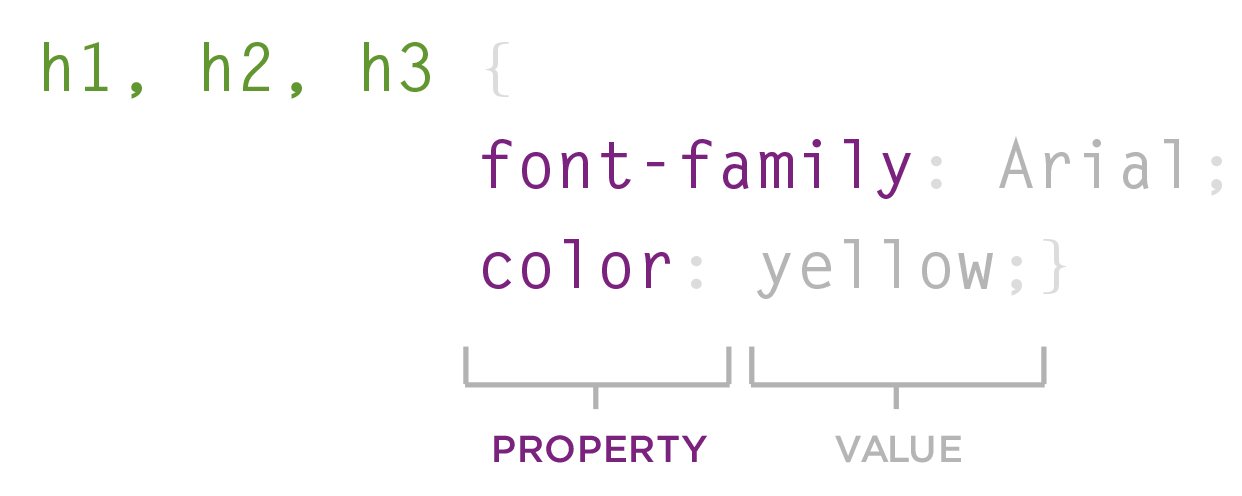 h1, h2, h3 {
font-family: Arial;
color: yellow;}
PROPERTY VALUE